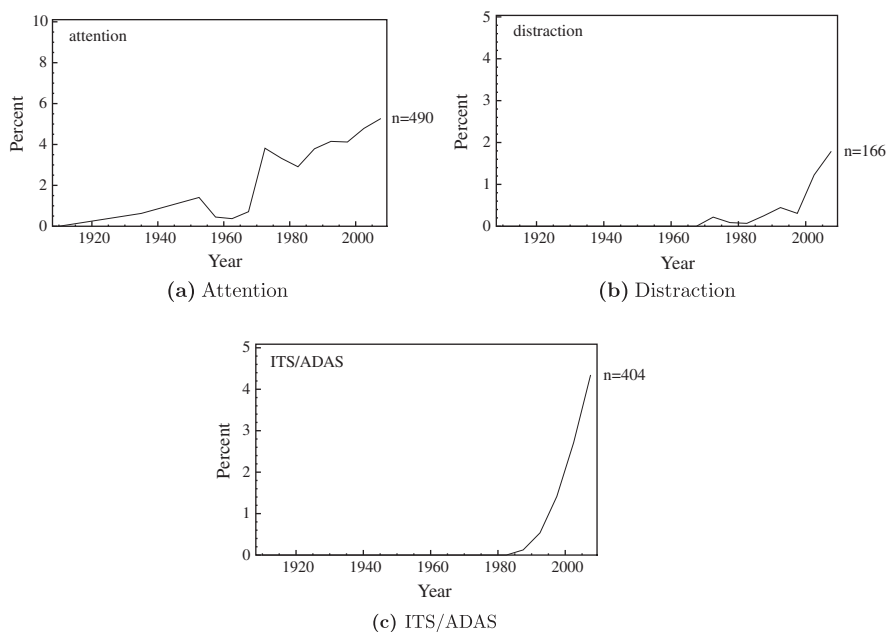 attention
10
8
6
4
2
0
Percent
1920 1940 1960 1980 2000
Year
n=490
(a) Attention
distraction
5
4
3
2
1
0
Percent
1920 1940 1960 1980 2000
Year
n=166
(b) Distraction
ITS/ADAS
5
4
3
2
1
0
Percent
1920 1940 1960 1980 2000
Year
n=404
(c) ITS/ADAS